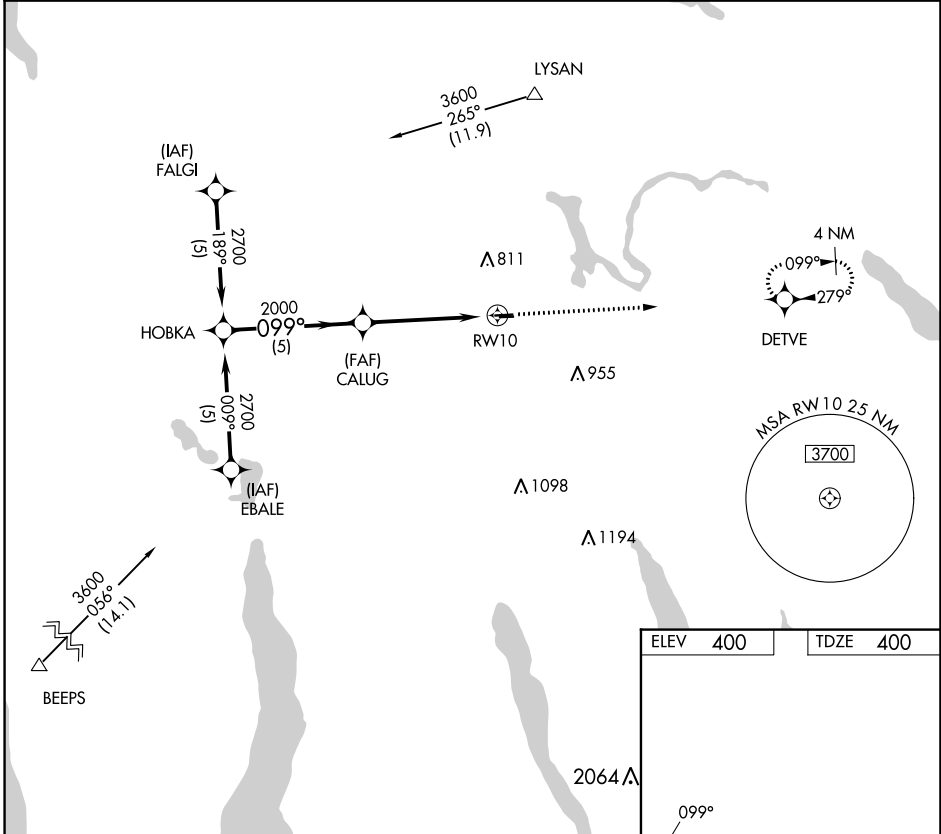 LYSAN
3600
265°
(11.9)
(IAF)
FALGI
2700
189°
(5)
811
4 NM
099°
279°
DETVE
HOBKA
2000
099°
(5)
(FAF)
CALUG
RW10
955
2700
009°
(5)
(IAF)
EBALE
MSA RW10 25 NM
3700
1098
1194
3600
056°
(14.1)
BEEPS
ELEV 400
TDZE 400
2064
099°